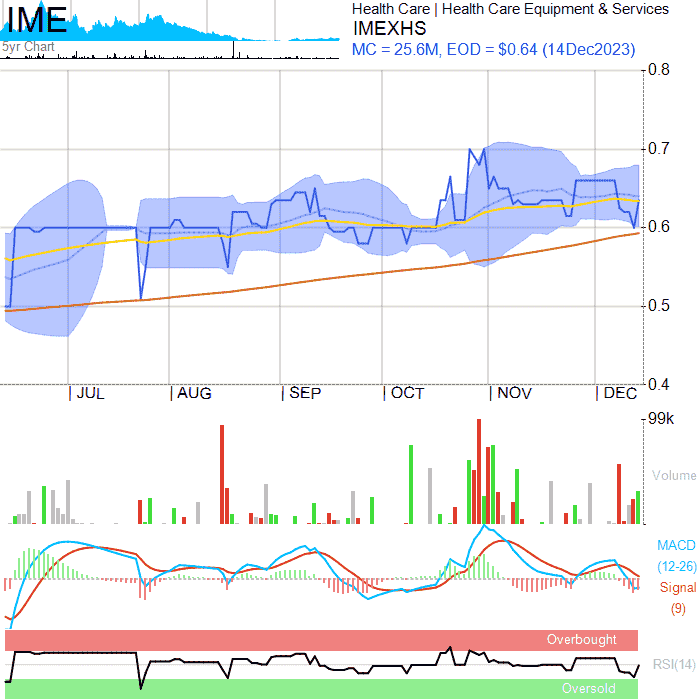 IME
5yr Chart
Health Care | Health Care Equipment & Services
IMEXHS
MC = 25.6M, EOD = $0.64 (14Dec2023)
0.8
0.7
0.6
0.5
0.4
| JUL | AUG | SEP | OCT | NOV | DEC
99k
Volume
MACD
(12-26)
Signal
(9)
Overbought
RSI(14)
Oversold